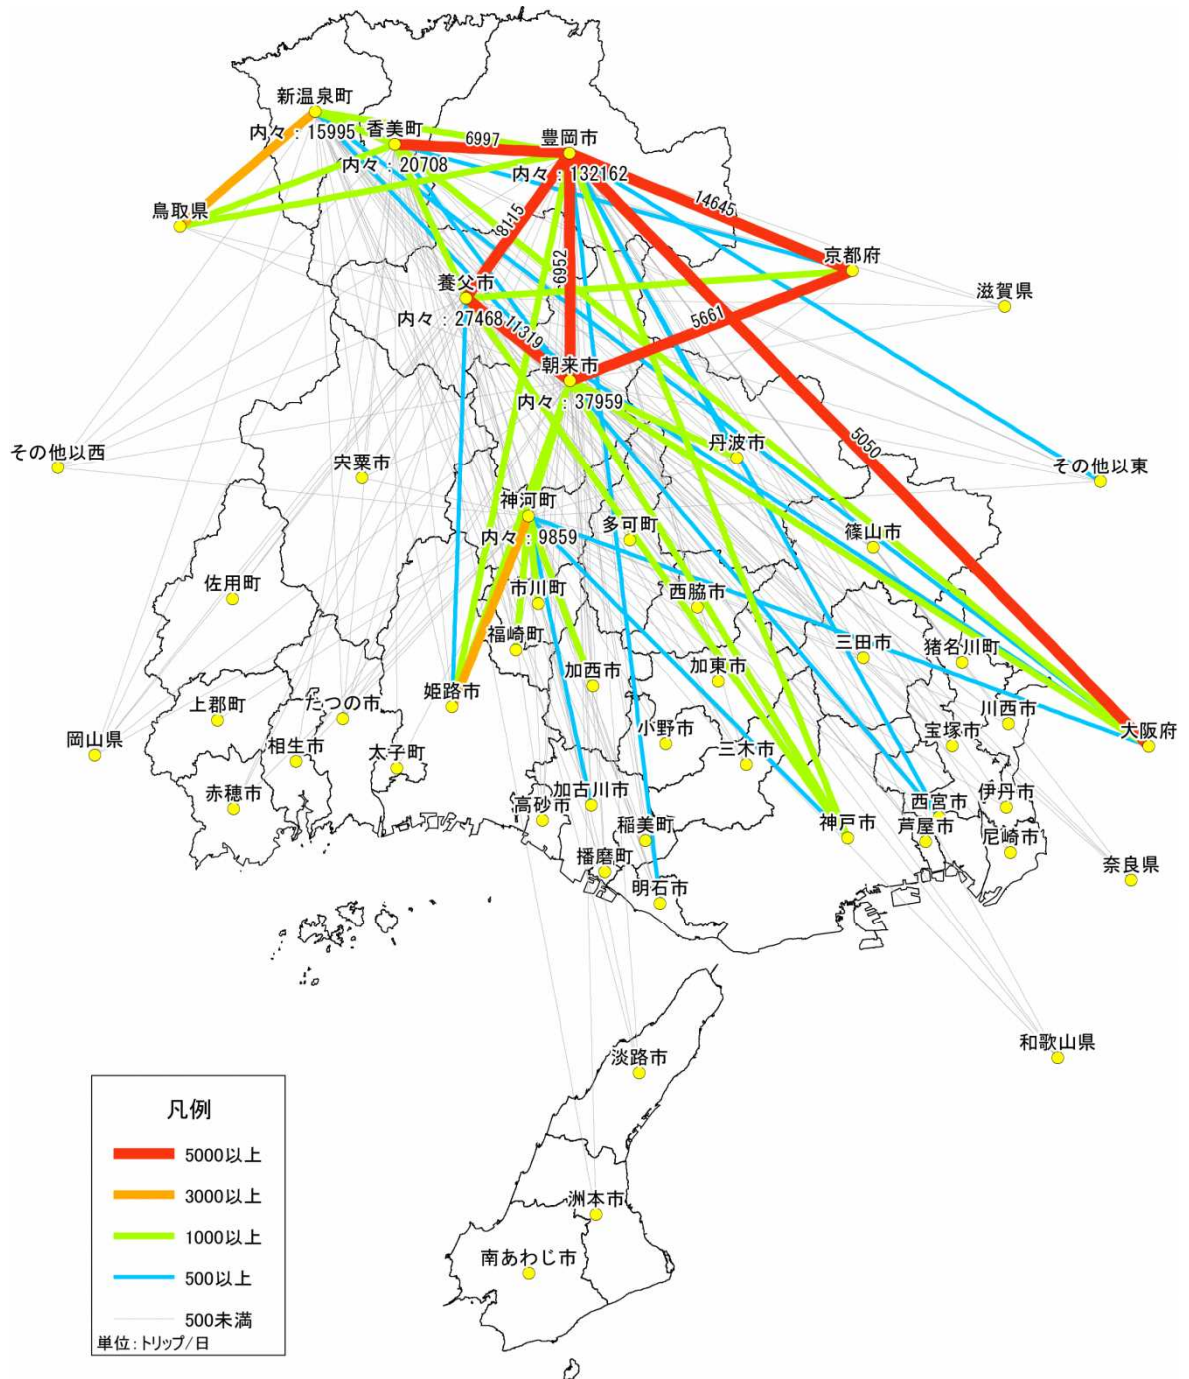 新温泉町
内々：15995
香美町
6997
豊岡市
内々：20708
内々：132162
鳥取県
8115
6952
14645
京都府
養父市
滋賀県
内々：27468
11319
5661
朝来市
内々：37959
その他以西
宍粟市
丹波市
5050
その他以東
神河町
内々：9859
多可町
篠山市
佐用町
市川町
西脇市
福崎町
加西市
加東市
三田市
猪名川町
姫路市
上郡町
たつの市
岡山県
相生市
太子町
小野市
三木市
川西市
宝塚市
大阪府
赤穂市
高砂市
加古川市
稲美町
神戸市
西宮市
伊丹市
芦屋市
尼崎市
播磨町
明石市
奈良県
和歌山県
淡路市
洲本市
南あわじ市
凡例
5000以上
3000以上
1000以上
500以上
500未満
単位：トリップ/日